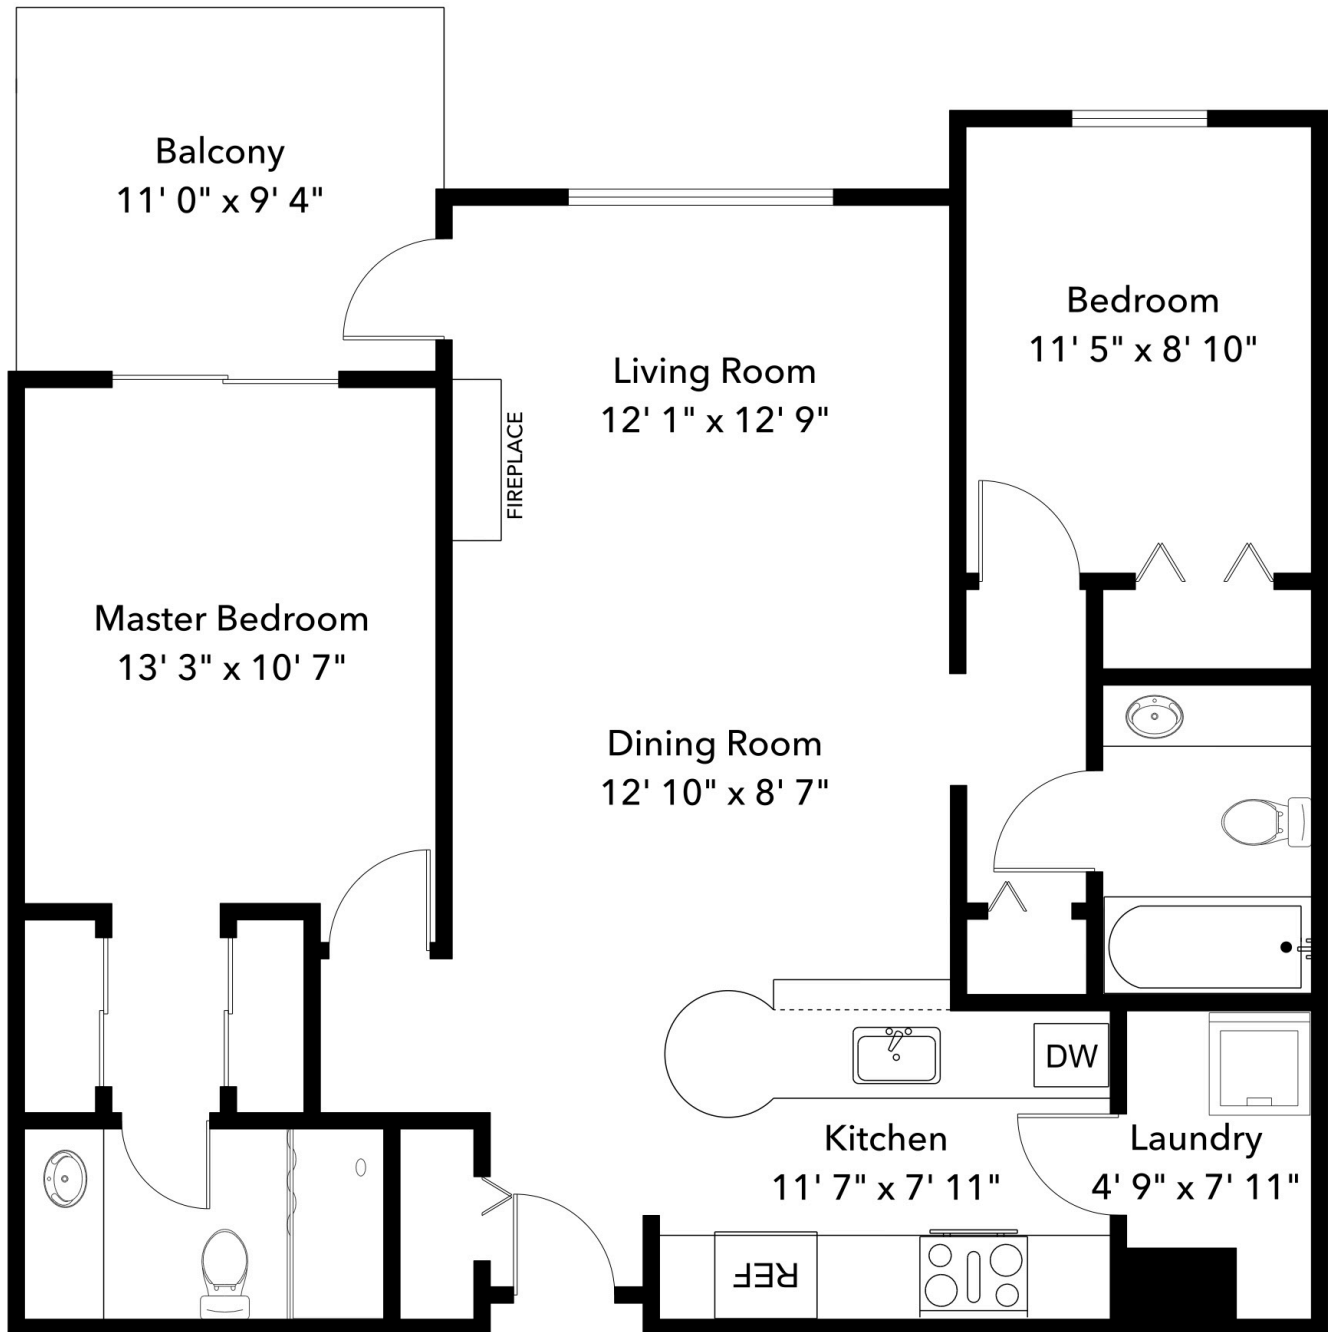 Balcony
11' 0" x 9' 4"
Bedroom
11' 5" x 8' 10"
Living Room
12' 1" x 12' 9"
FIREPLACE
Master Bedroom
13' 3" x 10' 7"
Dining Room
12' 10" x 8' 7"
DW
Kitchen
11' 7" x 7' 11"
Laundry
4' 9" x 7' 11"
REF